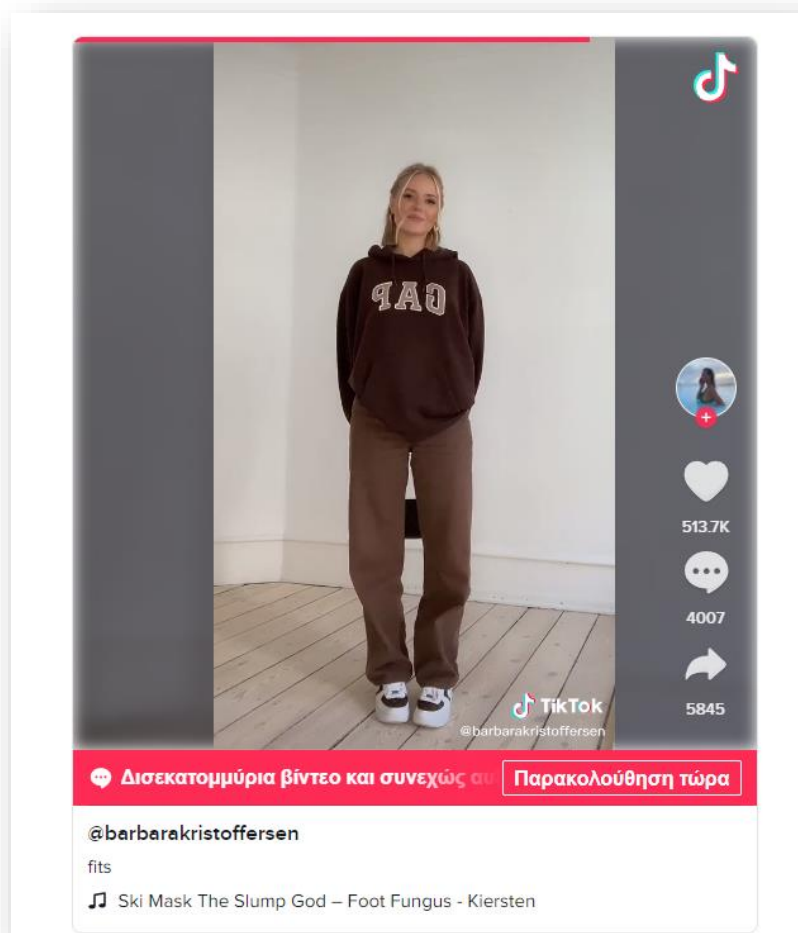 GAP
513.7K
4007
5845
TikTok
@barbarakristoffersen
Δισεκατομμύρια βίντεο και συνεχώς
Παρακολούθηση τώρα
@barbarakristoffersen
fits
Ski Mask The Slump God – Foot Fungus - Kiersten